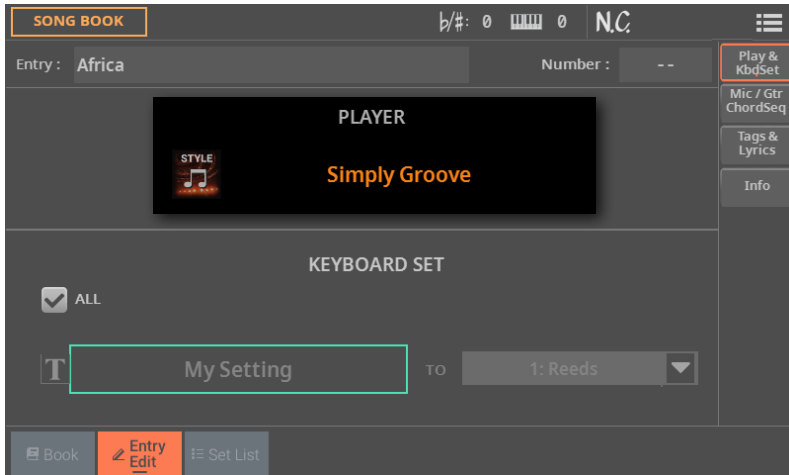 SONG BOOK
♭/♯: 0 0 N.C.
Entry : Africa Number : --
Play & KbdSet
Mic / Gtr ChordSeq
Tags & Lyrics
Info
PLAYER
STYLE
Simply Groove
KEYBOARD SET
ALL
T My Setting TO 1: Reeds
Book Entry Edit Set List